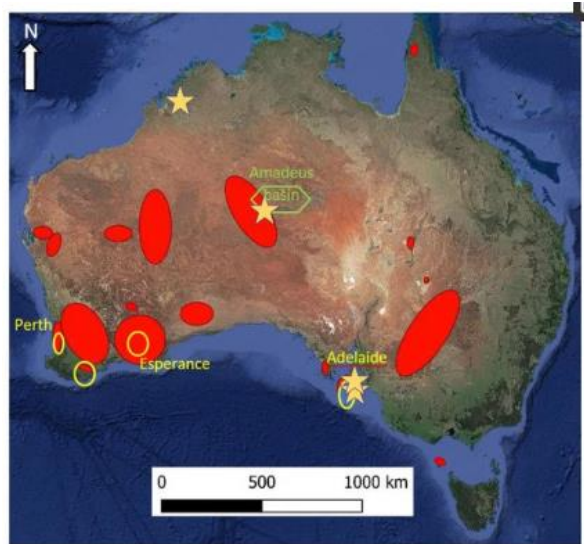 N
Amadeus
basin
Perth
Esperance
Adelaide
0 500 1000 km